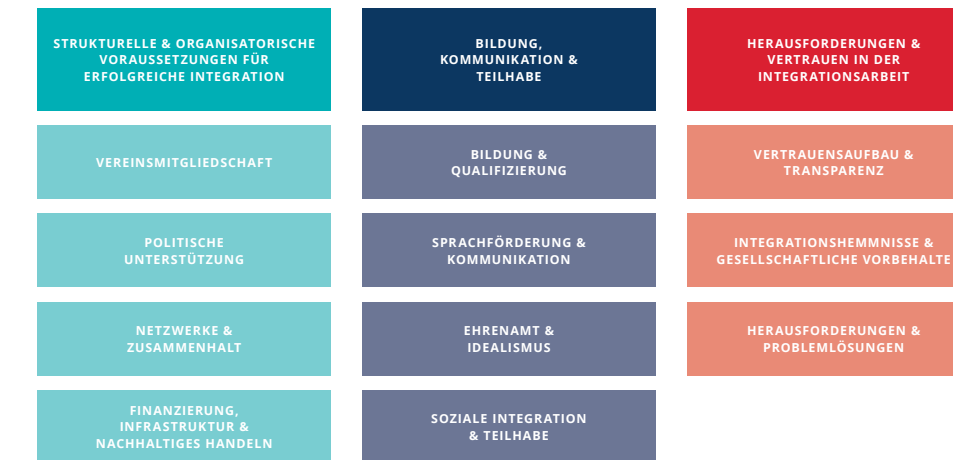 STRUKTURELLE & ORGANISATORISCHE
VORAUSSETZUNGEN FÜR
ERFOLGREICHE INTEGRATION
VEREINSMITGLIEDSCHAFT
POLITISCHE
UNTERSTÜTZUNG
NETZWERKE &
ZUSAMMENHALT
FINANZIERUNG,
INFRASTRUKTUR &
NACHHALTIGES HANDELN
BILDUNG,
KOMMUNIKATION &
TEILHABE
BILDUNG &
QUALIFIZIERUNG
SPRACHFÖRDERUNG &
KOMMUNIKATION
EHRENAMT &
IDEALISMUS
SOZIALE INTEGRATION
& TEILHABE
HERAUSFORDERUNGEN &
VERTRAUEN IN DER
INTEGRATIONSARBEIT
VERTRAUENSAUFBAU &
TRANSPARENZ
INTEGRATIONSHEMMNISSE &
GESELLSCHAFTLICHE VORBEHALTE
HERAUSFORDERUNGEN &
PROBLEMLÖSUNGEN